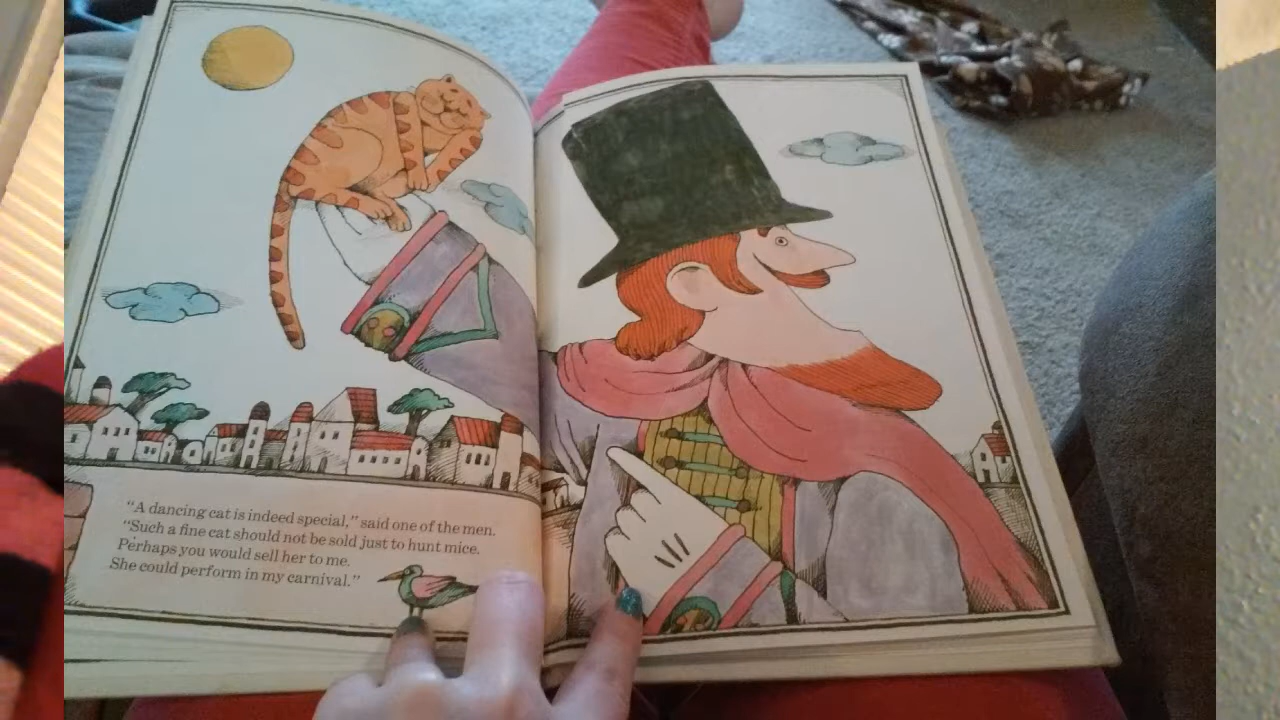 “A dancing cat is indeed special,” said one of the men.
“Such a fine cat should not be sold just to hunt mice.
Perhaps you would sell her to me.
She could perform in my carnival.”